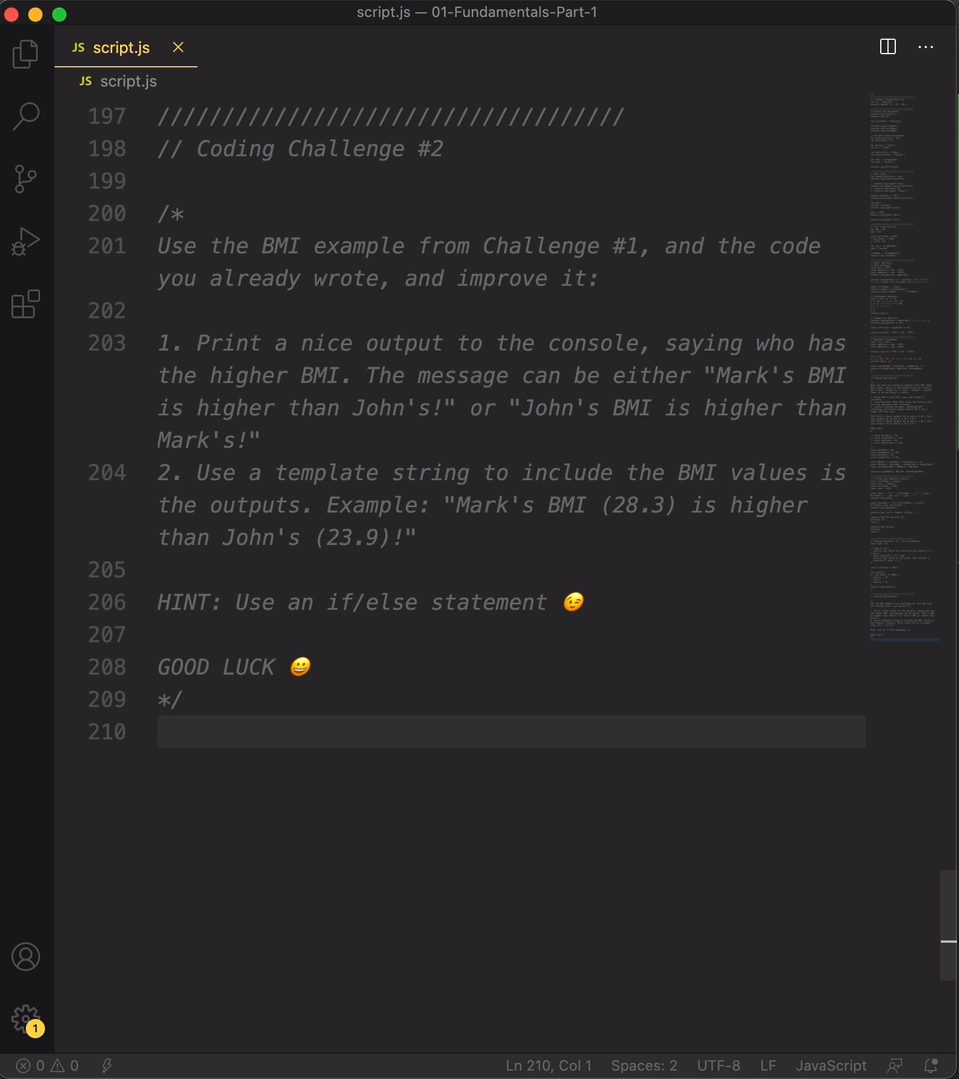 script.js — 01-Fundamentals-Part-1
JS script.js
JS script.js
197 ////////////////////////////////////
198 // Coding Challenge #2
199
200 /*
201 Use the BMI example from Challenge #1, and the code
you already wrote, and improve it:
202
203 1. Print a nice output to the console, saying who has
the higher BMI. The message can be either "Mark's BMI
is higher than John's!" or "John's BMI is higher than
Mark's!"
204 2. Use a template string to include the BMI values is
the outputs. Example: "Mark's BMI (28.3) is higher
than John's (23.9)!"
205
206 HINT: Use an if/else statement 😉
207
208 GOOD LUCK 😀
209 */
210
1
0 0 Ln 210, Col 1 Spaces: 2 UTF-8 LF JavaScript